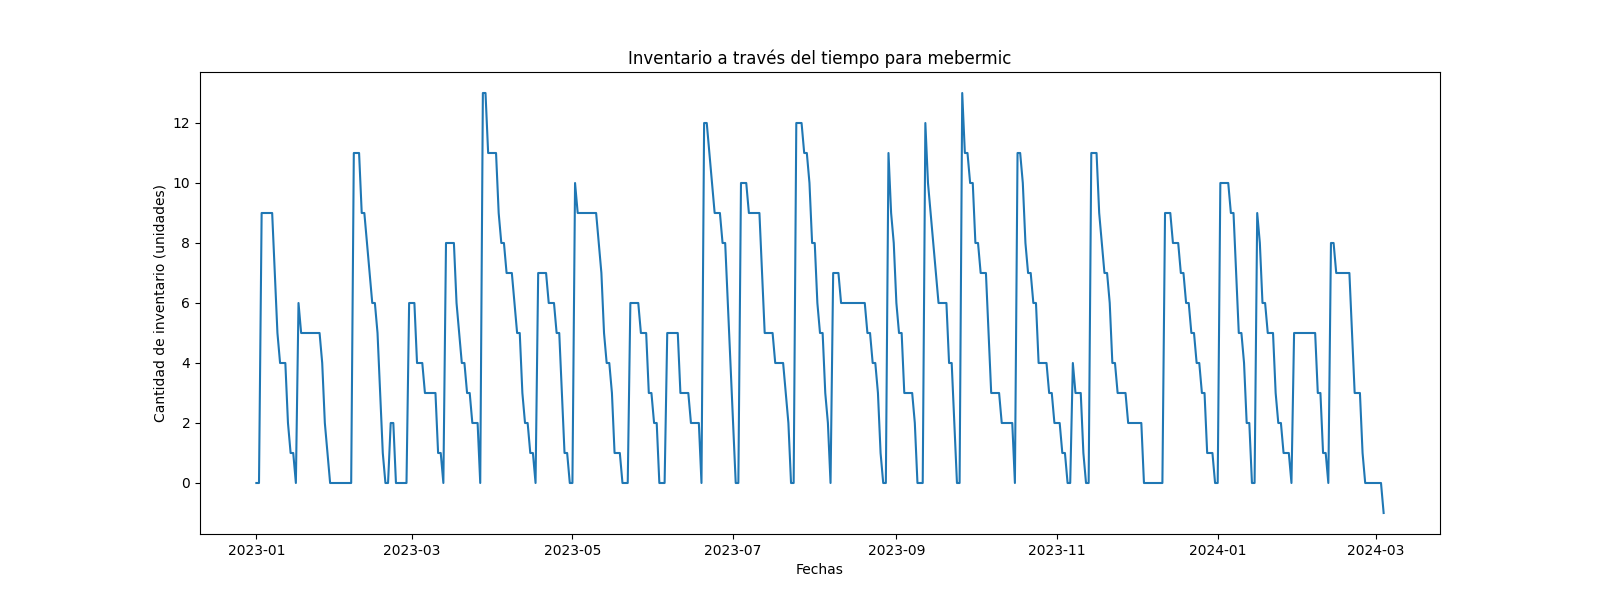 Inventario a través del tiempo para mebermic
Cantidad de inventario (unidades)
12
10
8
6
4
2
0
2023-01 2023-03 2023-05 2023-07 2023-09 2023-11 2024-01 2024-03
Fechas